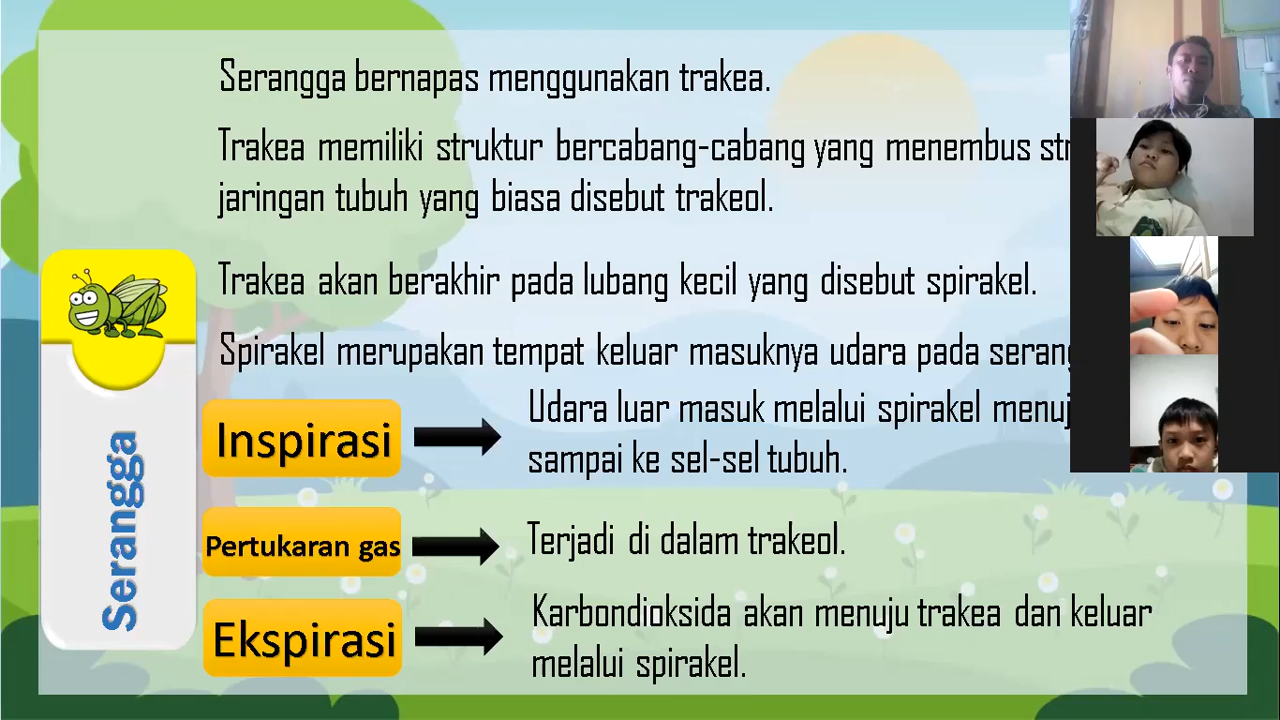 Serangga bernapas menggunakan trakea.
Trakea memiliki struktur bercabang-cabang yang menembus
jaringan tubuh yang biasa disebut trakeol.
Trakea akan berakhir pada lubang kecil yang disebut spirakel.
Spirakel merupakan tempat keluar masuknya udara pada
Serangga
Inspirasi
Udara luar masuk melalui spirakel
sampai ke sel-sel tubuh.
Pertukaran gas
Terjadi di dalam trakeol.
Ekspirasi
Karbondioksida akan menuju trakea dan keluar
melalui spirakel.